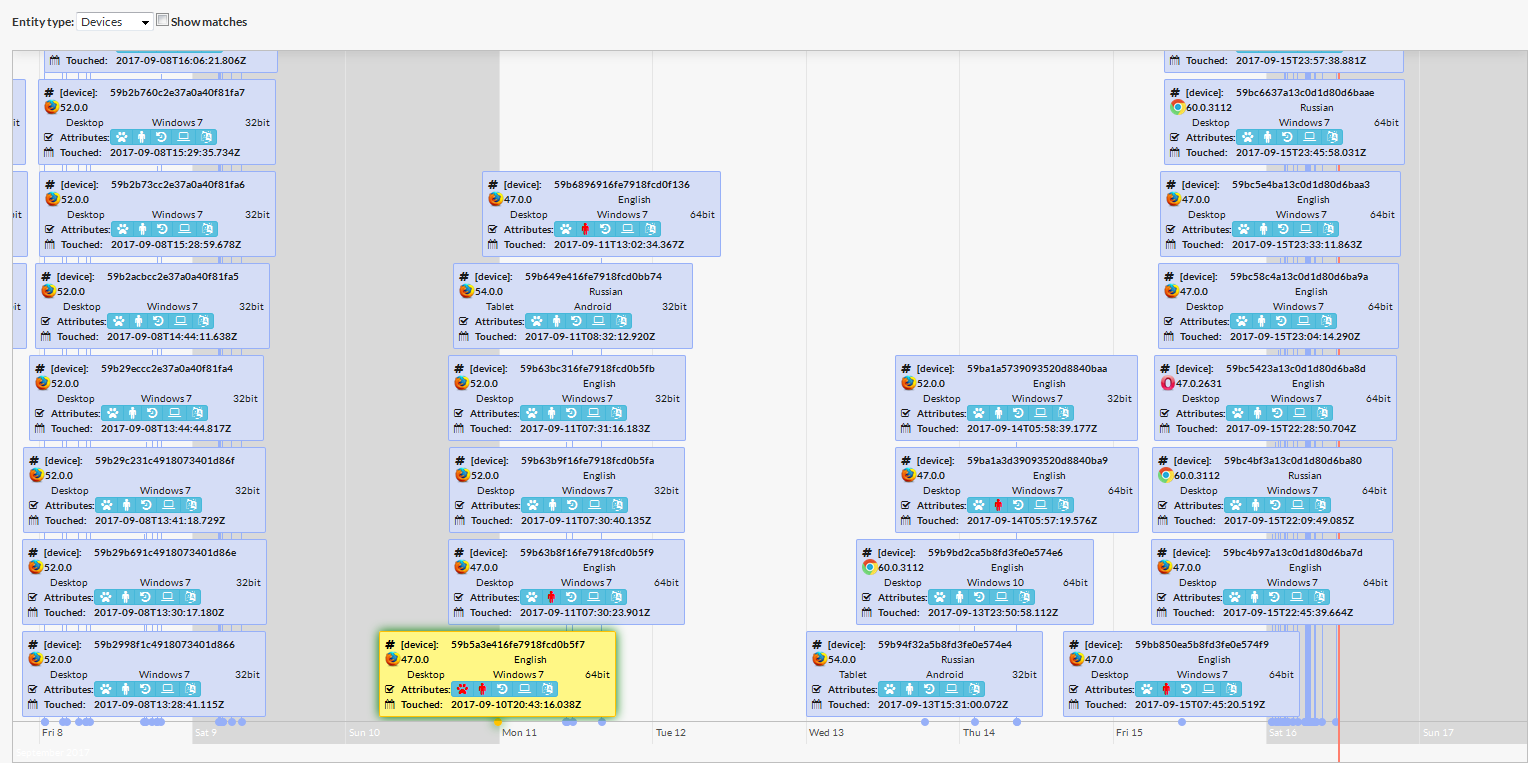 Entity type: Devices Show matches
it
it
it
Touched: 2017-09-08T16:06:21.806Z
# [device]: 59b2b760c2e37a0a40f81fa7
52.0.0
Desktop Windows 7 32bit
Attributes:
Touched: 2017-09-08T15:29:35.734Z
# [device]: 59b2b73cc2e37a0a40f81fa6
52.0.0
Desktop Windows 7 32bit
Attributes:
Touched: 2017-09-08T15:28:59.678Z
# [device]: 59b2acbcc2e37a0a40f81fa5
52.0.0
Desktop Windows 7 32bit
Attributes:
Touched: 2017-09-08T14:44:11.638Z
# [device]: 59b29eccc2e37a0a40f81fa4
52.0.0
Desktop Windows 7 32bit
Attributes:
Touched: 2017-09-08T13:44:44.817Z
# [device]: 59b29c231c4918073401d86f
52.0.0
Desktop Windows 7 32bit
Attributes:
Touched: 2017-09-08T13:41:18.729Z
# [device]: 59b29b691c4918073401d86e
52.0.0
Desktop Windows 7 32bit
Attributes:
Touched: 2017-09-08T13:30:17.180Z
# [device]: 59b2998f1c4918073401d866
52.0.0
Desktop Windows 7 32bit
Attributes:
Touched: 2017-09-08T13:28:41.115Z
# [device]: 59b6896916fe7918fcd0f136
47.0.0 English
Desktop Windows 7 64bit
Attributes:
Touched: 2017-09-11T13:02:34.367Z
# [device]: 59b649e416fe7918fcd0bb74
54.0.0 Russian
Tablet Android 32bit
Attributes:
Touched: 2017-09-11T08:32:12.920Z
# [device]: 59b63bc316fe7918fcd0b5fb
52.0.0 English
Desktop Windows 7 32bit
Attributes:
Touched: 2017-09-11T07:31:16.183Z
# [device]: 59b63b9f16fe7918fcd0b5fa
52.0.0 English
Desktop Windows 7 32bit
Attributes:
Touched: 2017-09-11T07:30:40.135Z
# [device]: 59b63b8f16fe7918fcd0b5f9
47.0.0 English
Desktop Windows 7 64bit
Attributes:
Touched: 2017-09-11T07:30:23.901Z
# [device]: 59b5a3e416fe7918fcd0b5f7
47.0.0 English
Desktop Windows 7 64bit
Attributes:
Touched: 2017-09-10T20:43:16.038Z
# [device]: 59ba1a5739093520d8840baa
52.0.0 English
Desktop Windows 7 32bit
Attributes:
Touched: 2017-09-14T05:58:39.177Z
# [device]: 59ba1a3d39093520d8840ba9
47.0.0 English
Desktop Windows 7 64bit
Attributes:
Touched: 2017-09-14T05:57:19.576Z
# [device]: 59b9bd2ca5b8fd3fe0e574e6
60.0.3112 English
Desktop Windows 10 64bit
Attributes:
Touched: 2017-09-13T23:50:58.112Z
# [device]: 59b94f32a5b8fd3fe0e574e4
54.0.0 Russian
Tablet Android 32bit
Attributes:
Touched: 2017-09-13T15:31:00.072Z
Touched: 2017-09-15T23:57:38.881Z
# [device]: 59bc6637a13c0d1d80d6baae
60.0.3112 Russian
Desktop Windows 7 64bit
Attributes:
Touched: 2017-09-15T23:45:58.031Z
# [device]: 59bc5e4ba13c0d1d80d6baa3
47.0.0 English
Desktop Windows 7 64bit
Attributes:
Touched: 2017-09-15T23:33:11.863Z
# [device]: 59bc58c4a13c0d1d80d6ba9a
47.0.0 English
Desktop Windows 7 64bit
Attributes:
Touched: 2017-09-15T23:04:14.290Z
# [device]: 59bc5423a13c0d1d80d6ba8d
47.0.2631 English
Desktop Windows 7 64bit
Attributes:
Touched: 2017-09-15T22:28:50.704Z
# [device]: 59bc4bf3a13c0d1d80d6ba80
60.0.3112 Russian
Desktop Windows 7 64bit
Attributes:
Touched: 2017-09-15T22:09:49.085Z
# [device]: 59bc4b97a13c0d1d80d6ba7d
47.0.0 English
Desktop Windows 7 64bit
Attributes:
Touched: 2017-09-15T22:45:39.664Z
# [device]: 59bb850ea5b8fd3fe0e574f9
47.0.0 English
Desktop Windows 7 64bit
Attributes:
Touched: 2017-09-15T07:45:20.519Z
Fri 8 Sat 9 Sun 10 Mon 11 Tue 12 Wed 13 Thu 14 Fri 15 Sat 16 Sun 17
September 2017